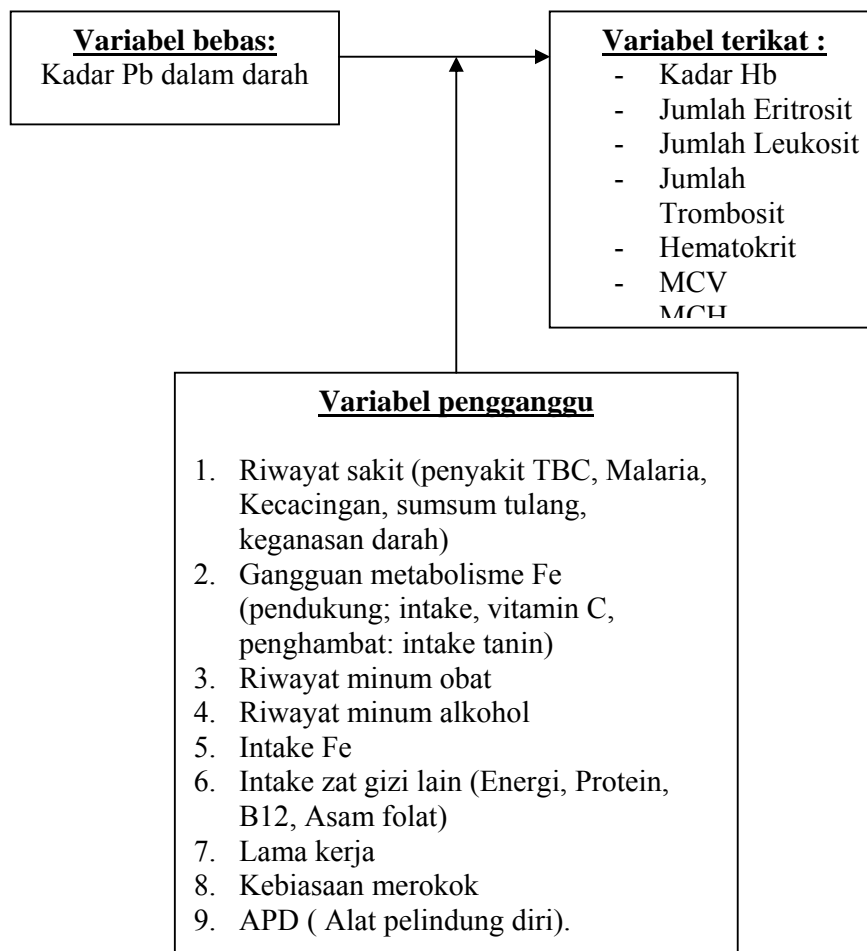 Variabel bebas:
Kadar Pb dalam darah
Variabel terikat :
- Kadar Hb
- Jumlah Eritrosit
- Jumlah Leukosit
- Jumlah
Trombosit
- Hematokrit
- MCV
MCH
Variabel pengganggu
1. Riwayat sakit (penyakit TBC, Malaria,
Kecacingan, sumsum tulang,
keganasan darah)
2. Gangguan metabolisme Fe
(pendukung; intake, vitamin C,
penghambat: intake tanin)
3. Riwayat minum obat
4. Riwayat minum alkohol
5. Intake Fe
6. Intake zat gizi lain (Energi, Protein,
B12, Asam folat)
7. Lama kerja
8. Kebiasaan merokok
9. APD ( Alat pelindung diri).